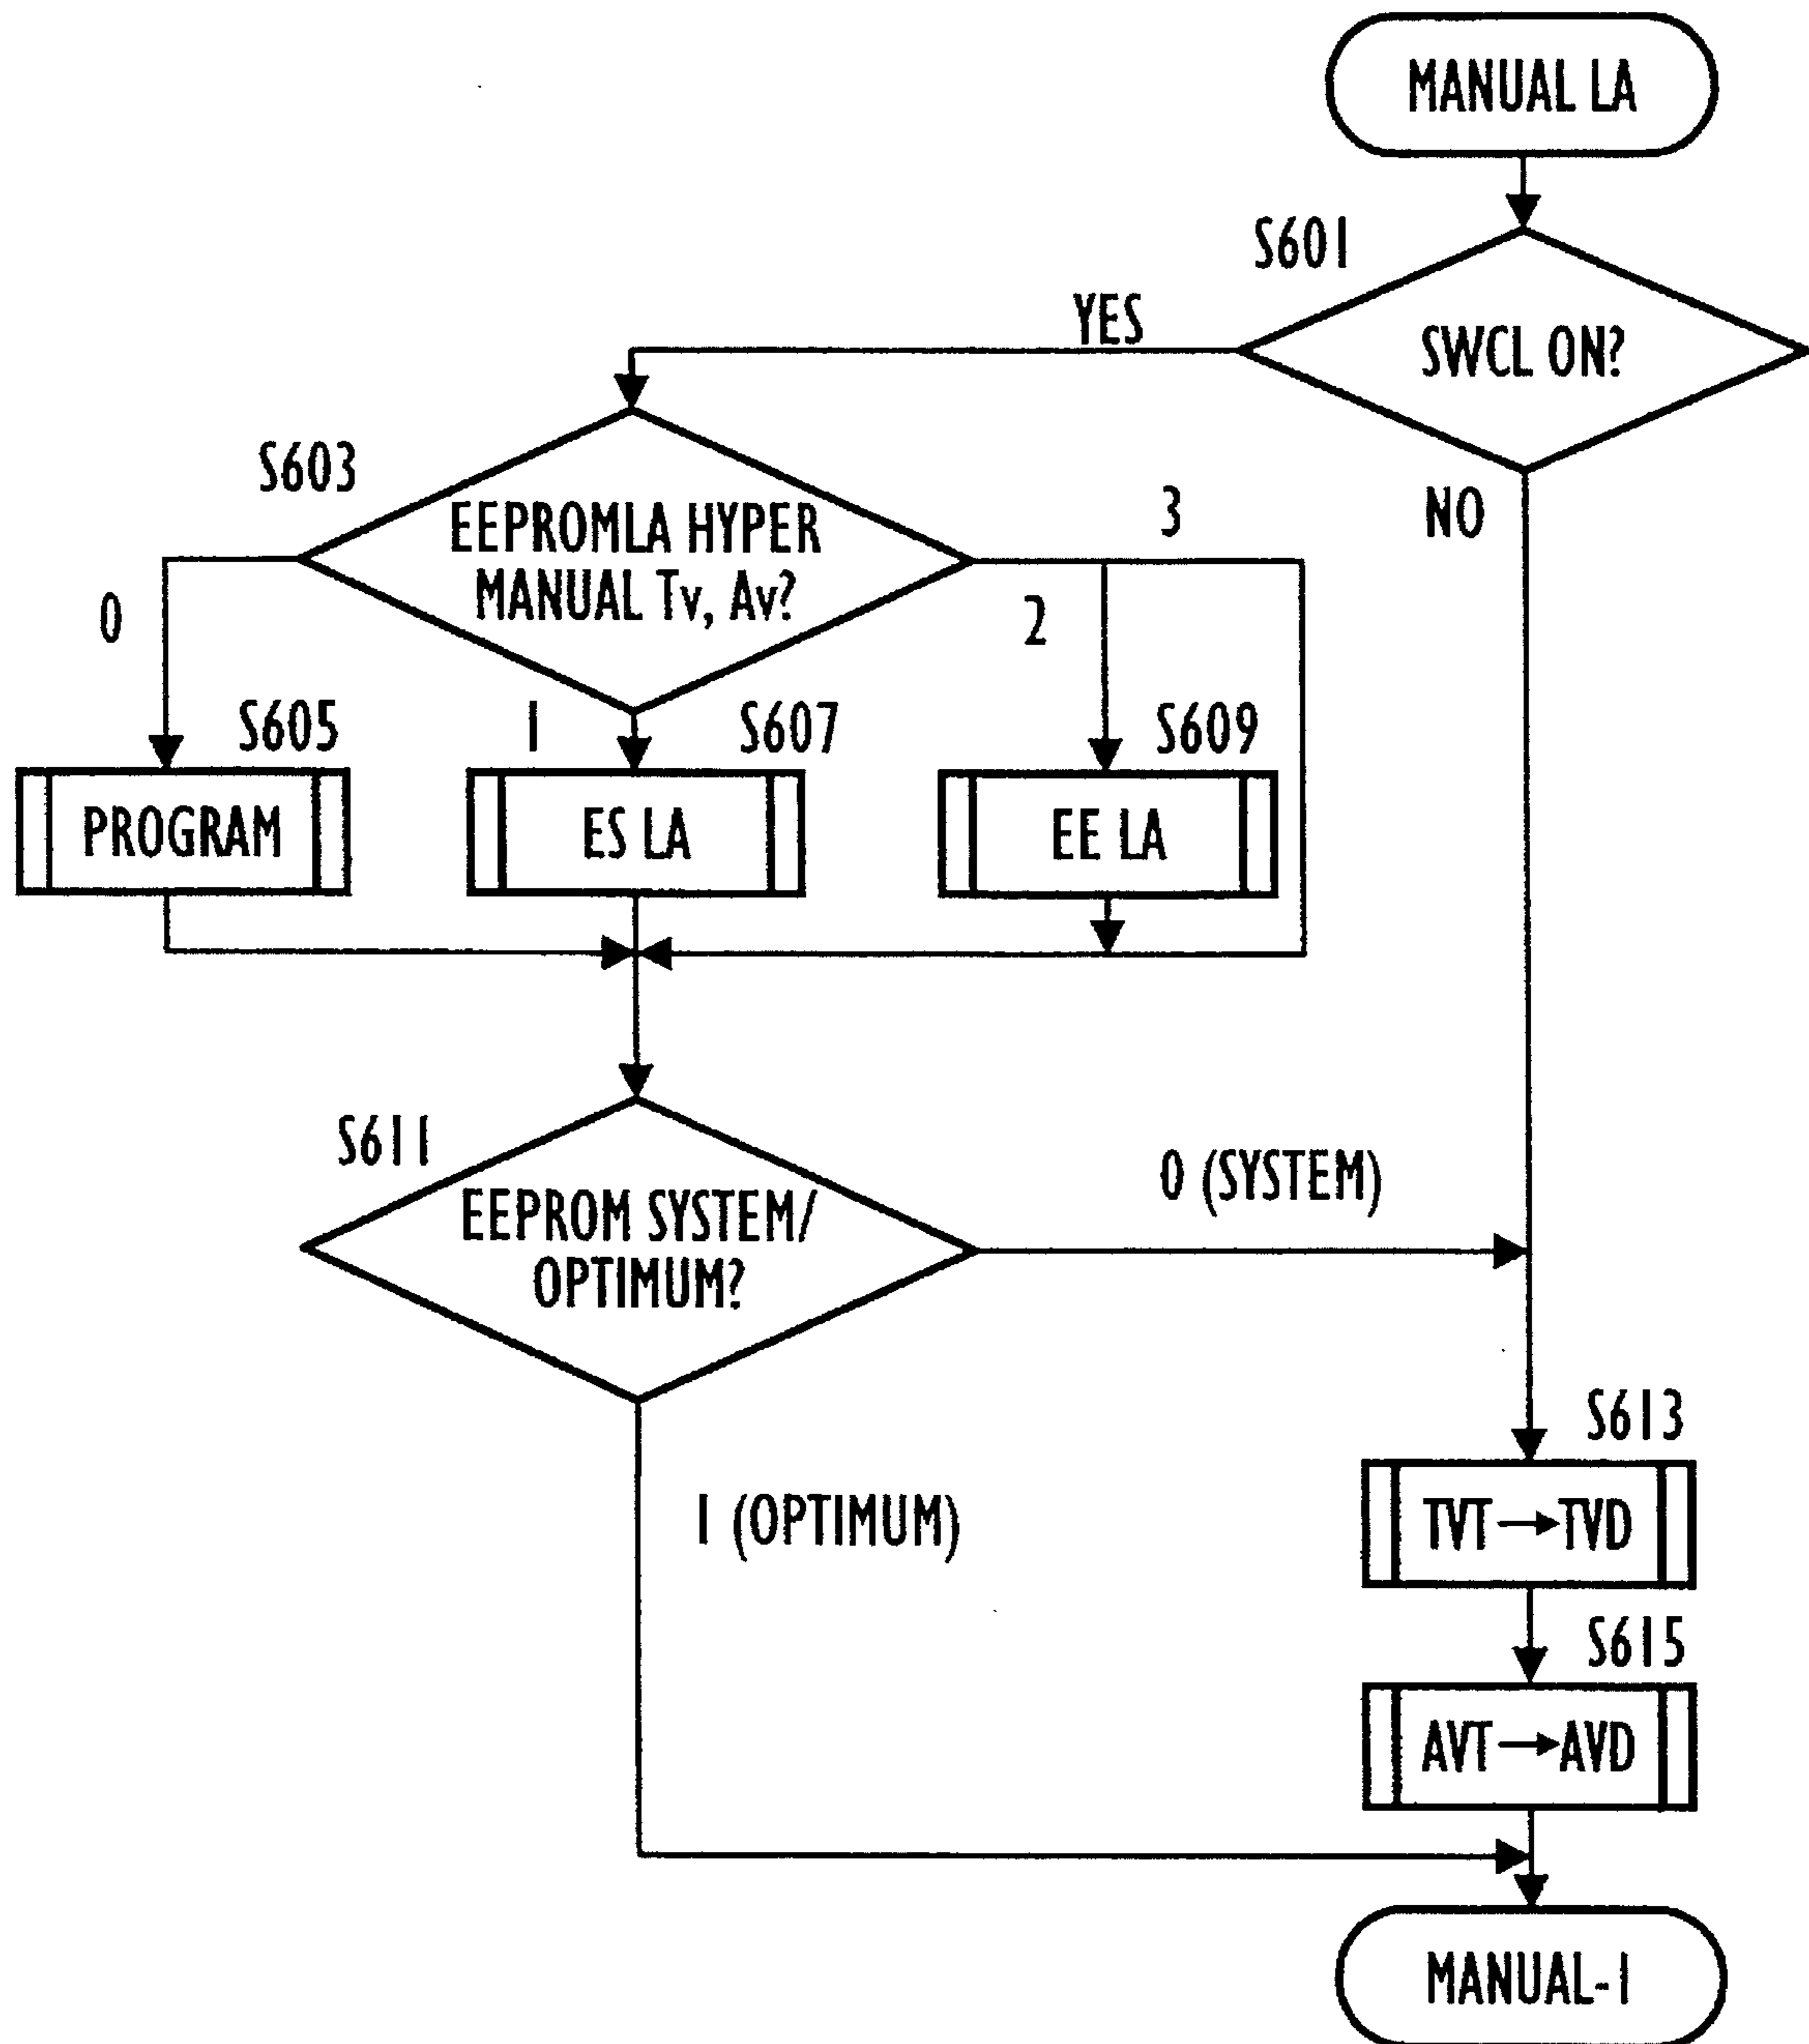 MANUAL LA
S601
YES
SWCL ON?
NO
S603
EEPROMLA HYPER
MANUAL Tv, Av?
3
0
2
1
S605
S607
S609
PROGRAM
ES LA
EE LA
S611
EEPROM SYSTEM/
OPTIMUM?
0 (SYSTEM)
1 (OPTIMUM)
S613
TVT→TVD
S615
AVT→AVD
MANUAL-1